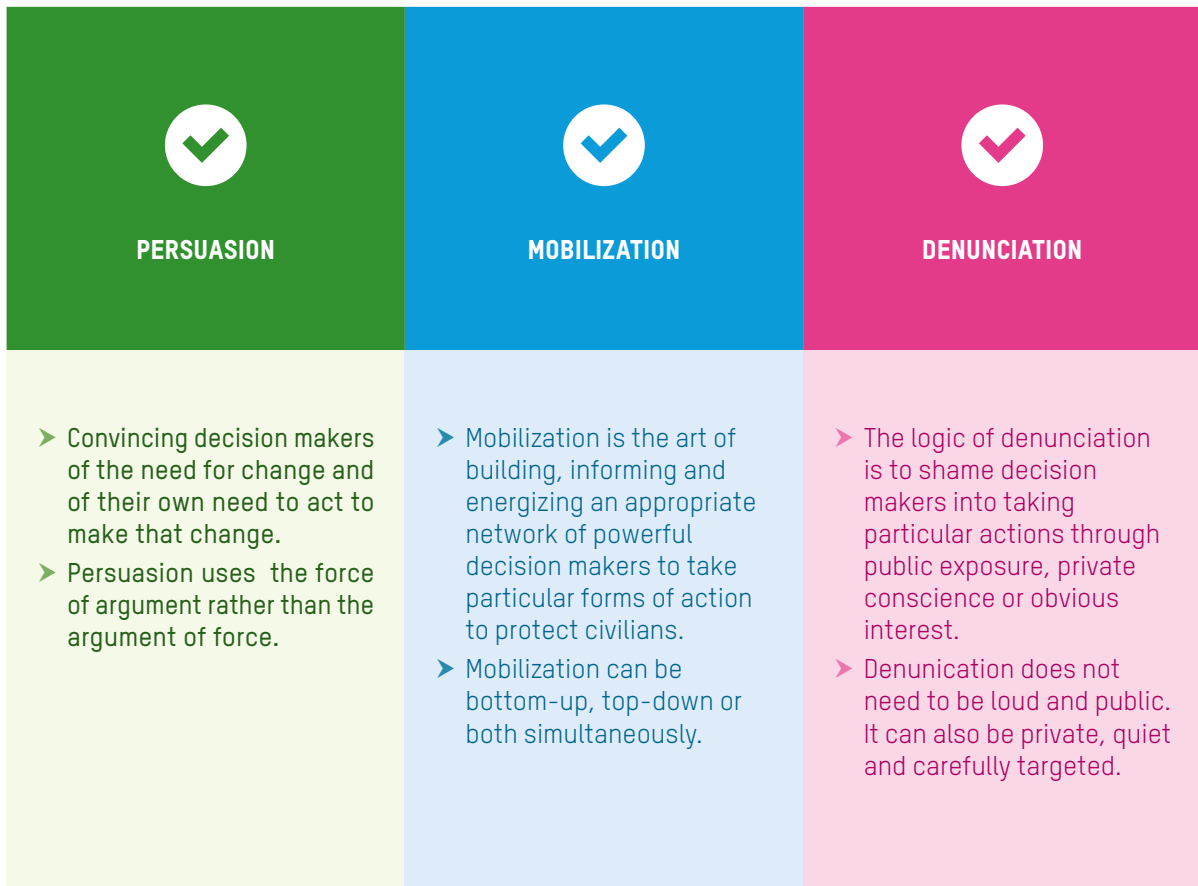 PERSUASION
Convincing decision makers
of the need for change and
of their own need to act to
make that change.
Persuasion uses  the force
of argument rather than the
argument of force.
MOBILIZATION
Mobilization is the art of
building, informing and
energizing an appropriate
network of powerful
decision makers to take
particular forms of action
to protect civilians.
Mobilization can be
bottom-up, top-down or
both simultaneously.
DENUNCIATION
The logic of denunciation
is to shame decision
makers into taking
particular actions through
public exposure, private
conscience or obvious
interest.
Denunication does not
need to be loud and public.
It can also be private, quiet
and carefully targeted.